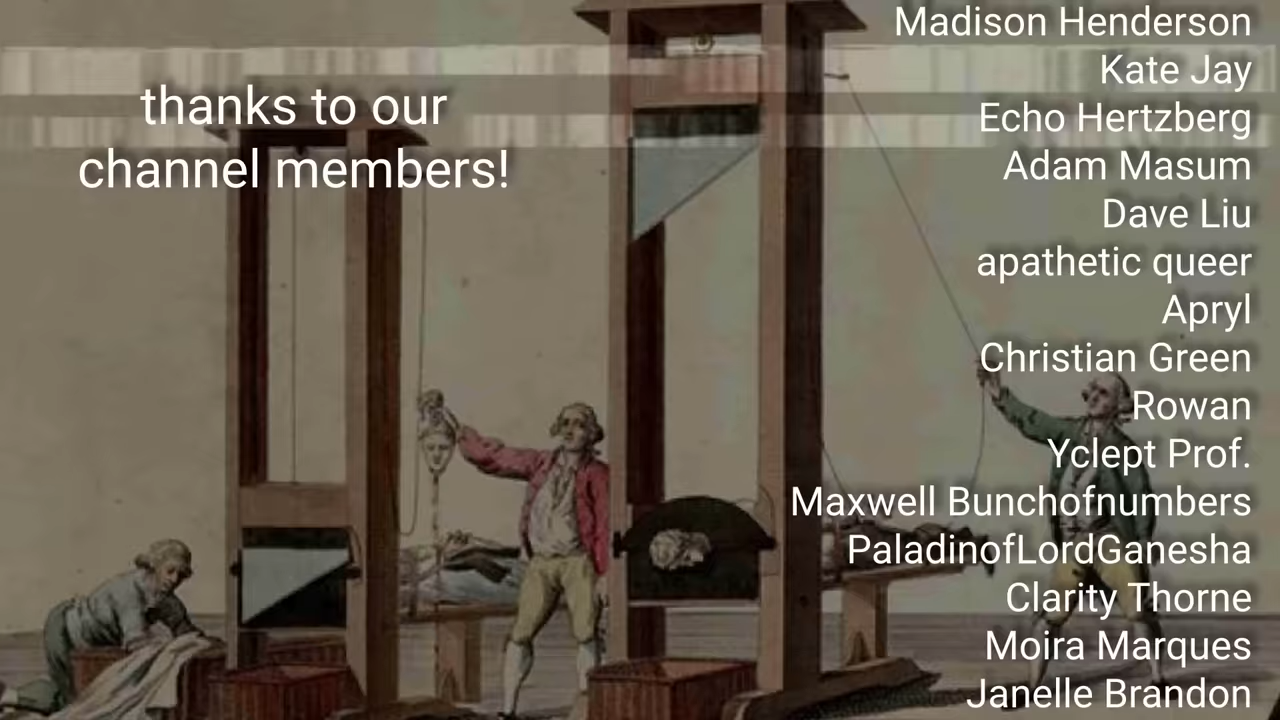 thanks to our
channel members!
Madison Henderson
Kate Jay
Echo Hertzberg
Adam Masum
Dave Liu
apathetic queer
Apryl
Christian Green
Rowan
Yclept Prof.
Maxwell Bunchofnumbers
PaladinofLordGanesha
Clarity Thorne
Moira Marques
Janelle Brandon